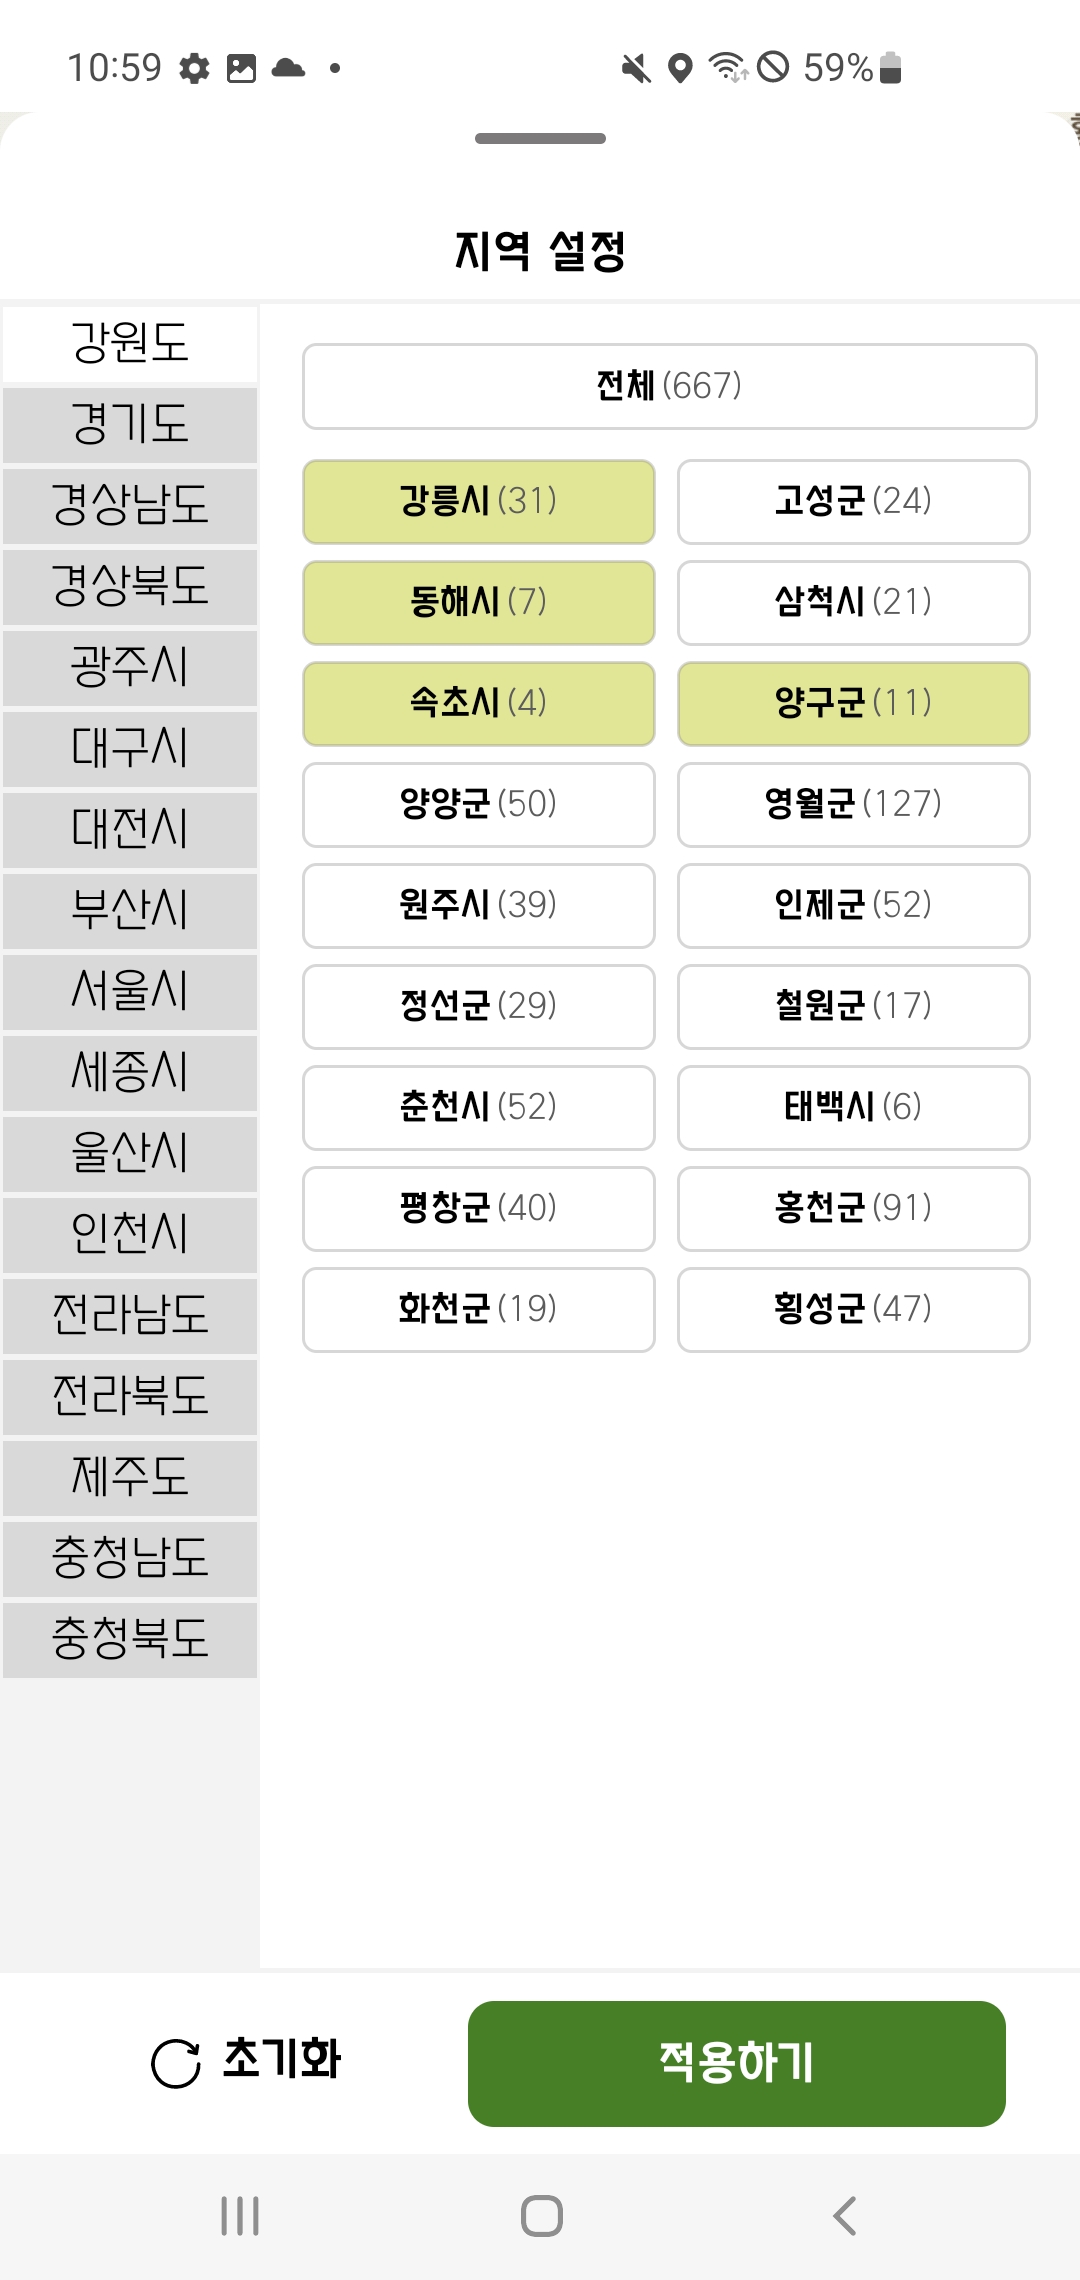 10:59
59%
지역 설정
강원도
경기도
경상남도
경상북도
광주시
대구시
대전시
부산시
서울시
세종시
울산시
인천시
전라남도
전라북도
제주도
충청남도
충청북도
전체 (667)
강릉시 (31)
고성군 (24)
동해시 (7)
삼척시 (21)
속초시 (4)
양구군 (11)
양양군 (50)
영월군 (127)
원주시 (39)
인제군 (52)
정선군 (29)
철원군 (17)
춘천시 (52)
태백시 (6)
평창군 (40)
홍천군 (91)
화천군 (19)
횡성군 (47)
초기화
적용하기